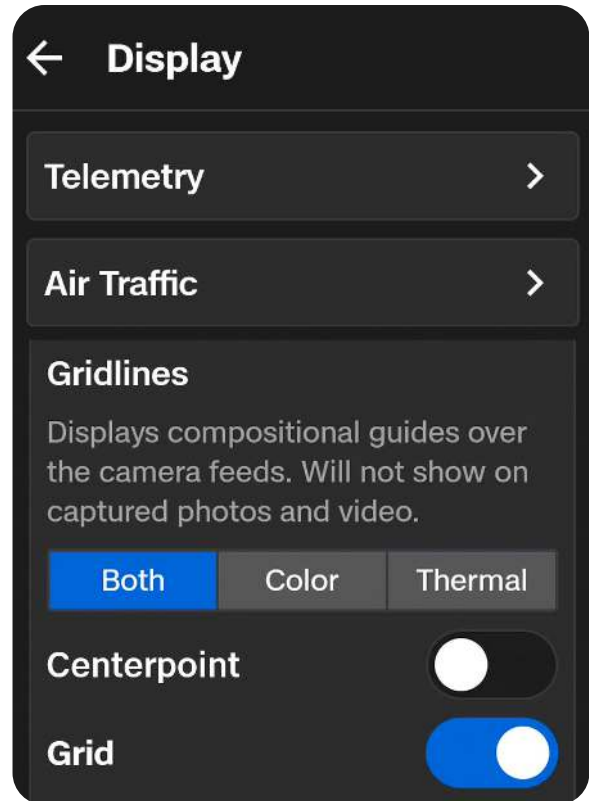 Display
Telemetry
Air Traffic
Gridlines
Displays compositional guides over
the camera feeds. Will not show on
captured photos and video.
Both Color Thermal
Centerpoint
Grid